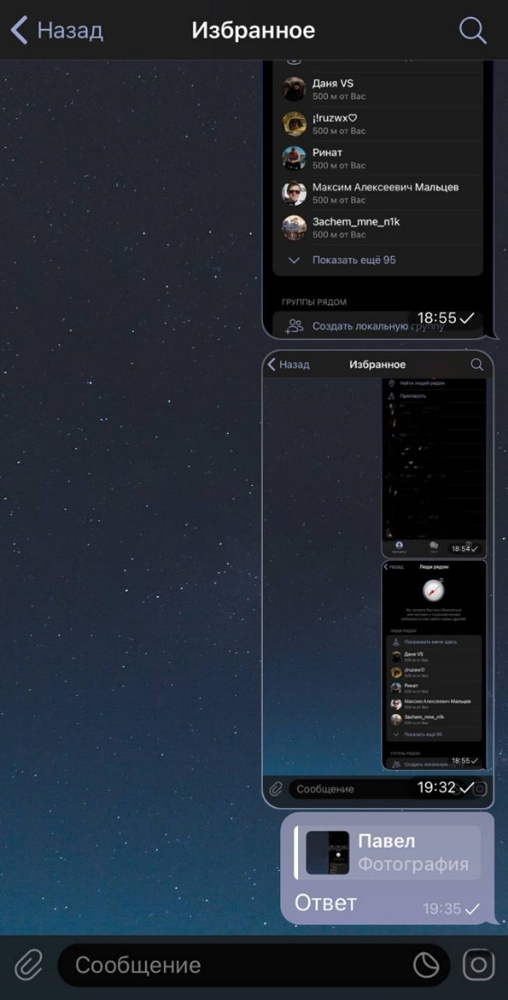 Назад
Избранное
Даня VS
500 м от Вас
¡!ruzwx♡
500 м от Вас
Ринат
500 м от Вас
Максим Алексеевич Мальцев
500 м от Вас
Zachem_mne_n1k
500 м от Вас
Показать ещё 95
ГРУППЫ РЯДОМ
Создать локальную группу
18:55
Назад
Избранное
Найти людей рядом
Пригласить
18:54
Назад
Люди рядом
ЛЮДИ РЯДОМ
Показывать меня здесь
Даня VS
500 м от Вас
¡!ruzwx♡
500 м от Вас
Ринат
500 м от Вас
Максим Алексеевич Мальцев
500 м от Вас
Zachem_mne_n1k
500 м от Вас
Показать ещё 95
ГРУППЫ РЯДОМ
Создать локальную
18:55
Сообщение
19:32
Павел
Фотография
Ответ
19:35
Сообщение